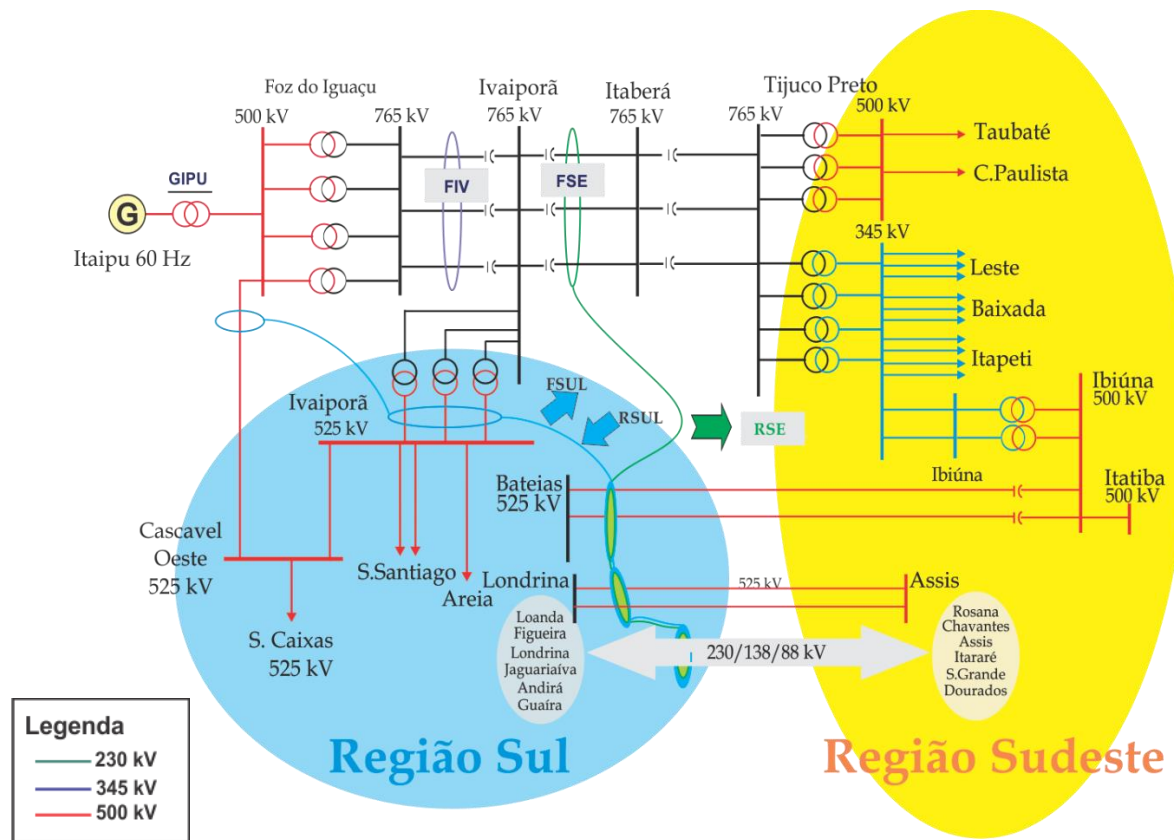 Foz do Iguaçu
500 kV
765 kV
Ivaiporã
765 kV
Itaberá
765 kV
Tijuco Preto
765 kV
500 kV
Taubaté
C.Paulista
GIPU
G
Itaipu 60 Hz
FIV
FSE
345 kV
Leste
Baixada
Itapeti
Ibiúna
500 kV
Ibiúna
Itatiba
500 kV
Ivaiporã
525 kV
FSUL
RSUL
RSE
Bateias
525 kV
Cascavel
Oeste
525 kV
S.Santiago
Areia
S. Caixas
525 kV
Londrina
525 kV
Assis
Loanda
Figueira
Londrina
Jaguariaíva
Andirá
Guaíra
230/138/88 kV
Rosana
Chavantes
Assis
Itararé
S.Grande
Dourados
Região Sul
Região Sudeste
Legenda
230 kV
345 kV
500 kV